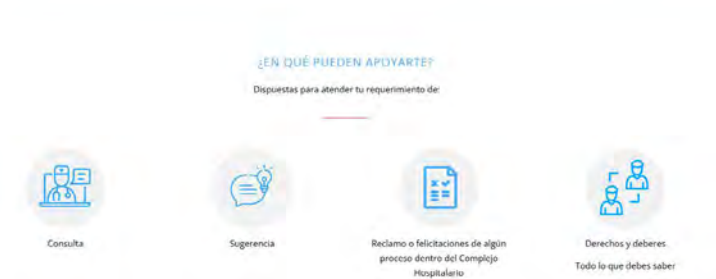 ¿EN QUÉ PUEDEN APOYARTE?
Dispuestas para atender tu requerimiento de:
Consulta
Sugerencia
Reclamo o felicitaciones de algún
proceso dentro del Complejo
Hospitalario
Derechos y deberes
Todo lo que debes saber